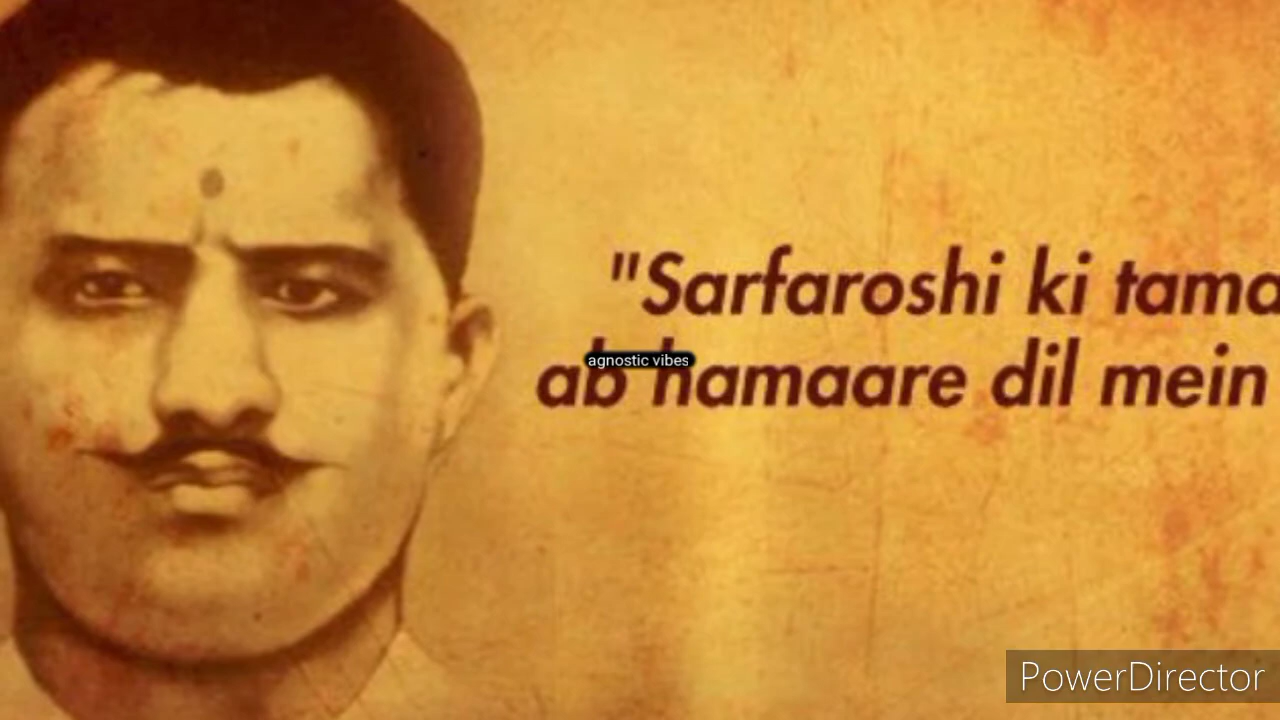 "Sarfaroshi ki tama
agnostic vibes
ab hamaare dil mein
PowerDirector